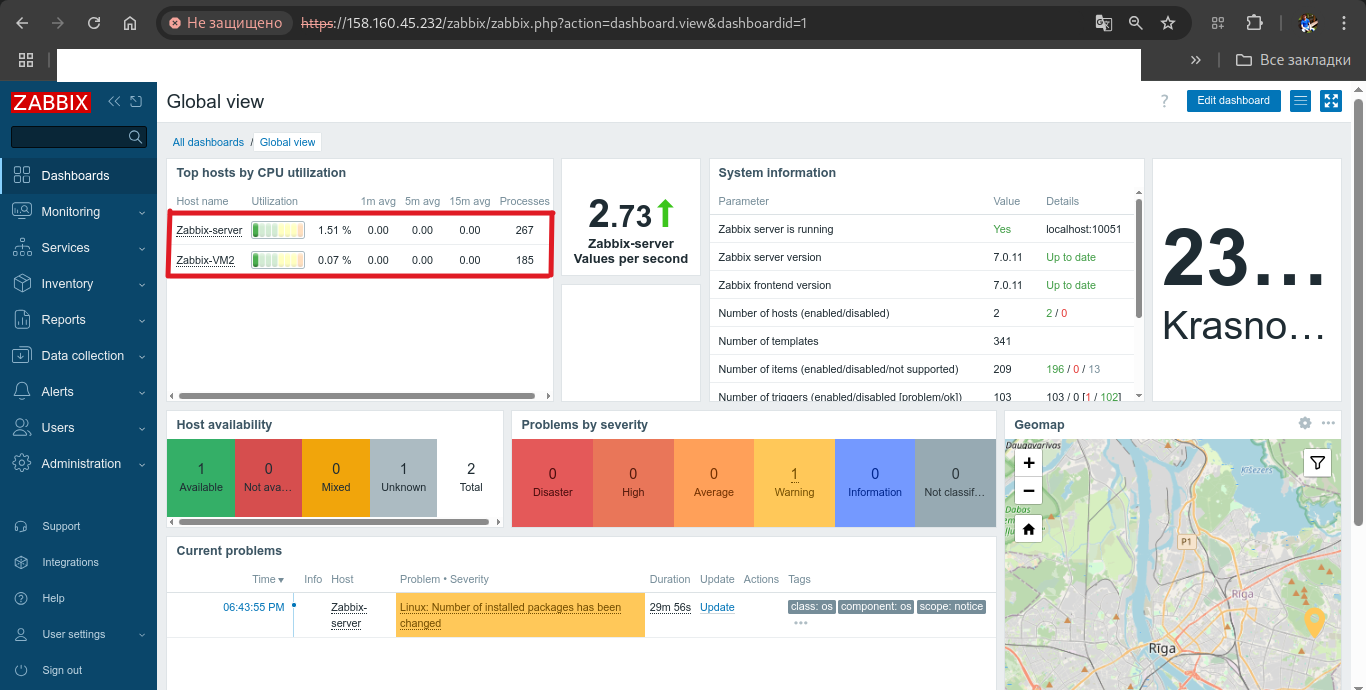 Не защищено
https://158.160.45.232/zabbix/zabbix.php?action=dashboard.view&dashboardid=1
Все закладки
ZABBIX
Dashboards
Monitoring
Services
Inventory
Reports
Data collection
Alerts
Users
Administration
Support
Integrations
Help
User settings
Sign out
Global view
? Edit dashboard
All dashboards / Global view
Top hosts by CPU utilization
Host name Utilization 1m avg 5m avg 15m avg Processes
Zabbix-server 1.51 % 0.00 0.00 0.00 267
Zabbix-VM2 0.07 % 0.00 0.00 0.00 185
2.73
Zabbix-server
Values per second
System information
Parameter Value Details
Zabbix server is running Yes localhost:10051
Zabbix server version 7.0.11 Up to date
Zabbix frontend version 7.0.11 Up to date
Number of hosts (enabled/disabled) 2 2 / 0
Number of templates 341
Number of items (enabled/disabled/not supported) 209 196 / 0 / 13
Number of triggers (enabled/disabled [problem/ok]) 103 103 / 0 [1 / 102]
23...
Krasno...
Host availability
1 0 0 1 2
Available Not ava... Mixed Unknown Total
Problems by severity
0 0 0 1 0 0
Disaster High Average Warning Information Not classif...
Geomap
Daugavgrīvas
+
−
Dabas
Ķīšezers
P1
Rīga
Rīga
Current problems
Time Info Host Problem • Severity Duration Update Actions Tags
06:43:55 PM Zabbix-server Linux: Number of installed packages has been changed 29m 56s Update class: os component: os scope: notice